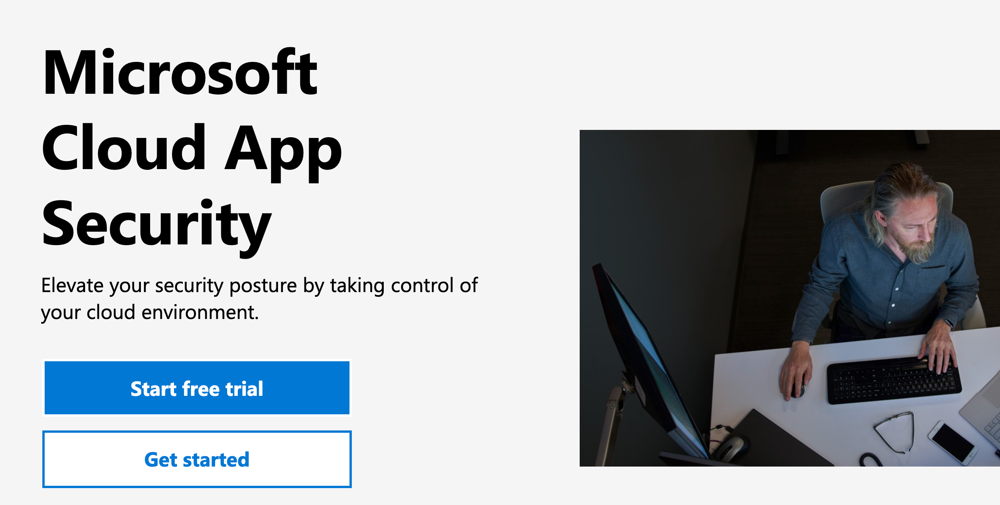 Microsoft
Cloud App
Security
Elevate your security posture by taking control of
your cloud environment.
Start free trial
Get started